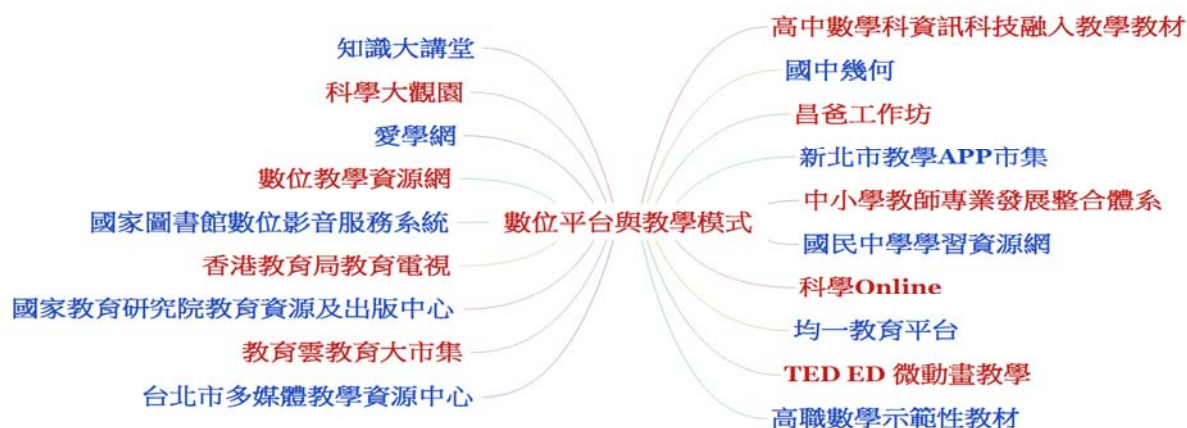 知識大講堂
科學大觀園
愛學網
數位教學資源網
國家圖書館數位影音服務系統
香港教育局教育電視
國家教育研究院教育資源及出版中心
教育雲教育大市集
台北市多媒體教學資源中心
數位平台與教學模式
高中數學科資訊科技融入教學教材
國中幾何
昌爸工作坊
新北市教學APP市集
中小學教師專業發展整合體系
國民中學學習資源網
科學Online
均一教育平台
TED ED 微動畫教學
高職數學示範性教材